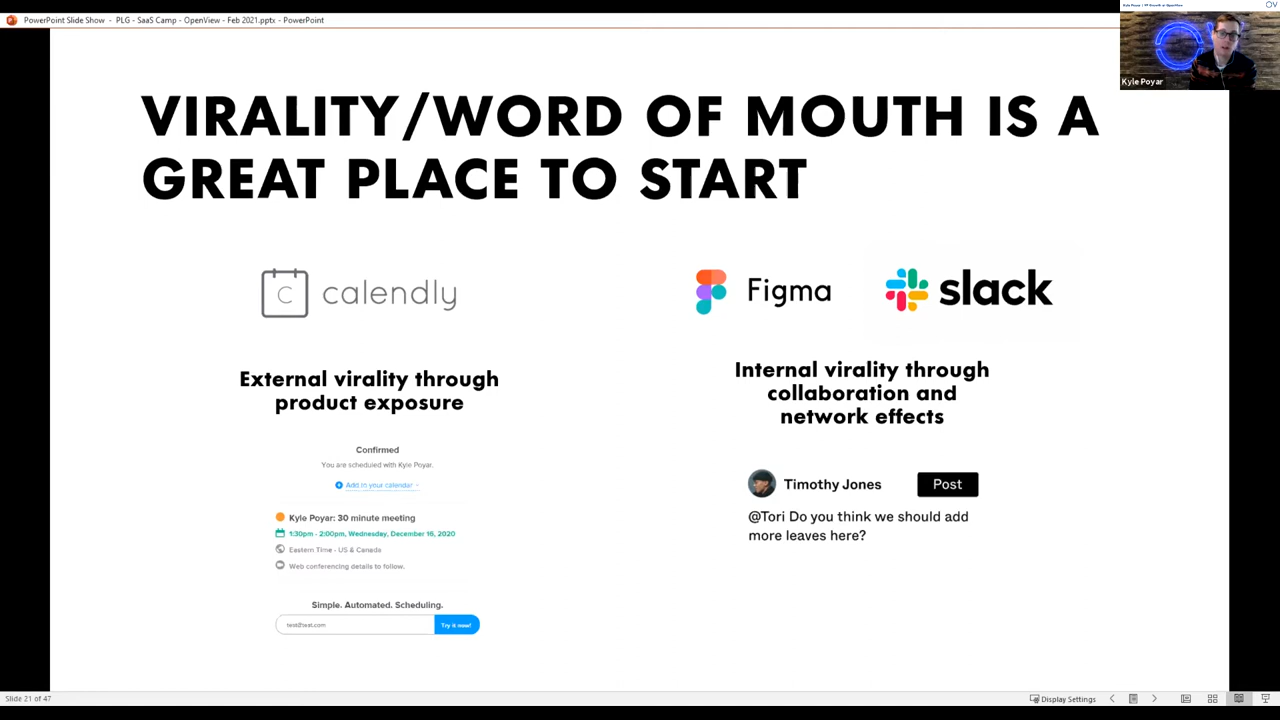 PowerPoint Slide Show - PLG - SaaS Camp - OpenView - Feb 2021.pptx - PowerPoint
Kyle Poyar
VIRALITY/WORD OF MOUTH IS A
GREAT PLACE TO START
C calendly
Figma
slack
External virality through
product exposure
Internal virality through
collaboration and
network effects
Confirmed
You are scheduled with Kyle Poyar.
Add to your calendar
Kyle Poyar: 30 minute meeting
1:30pm - 2:00pm, Wednesday, December 16, 2020
Eastern Time - US & Canada
Web conferencing details to follow.
Simple. Automated. Scheduling.
test@test.com
Try it now!
Timothy Jones
Post
@Tori Do you think we should add
more leaves here?
Slide 21 of 47
Display Settings